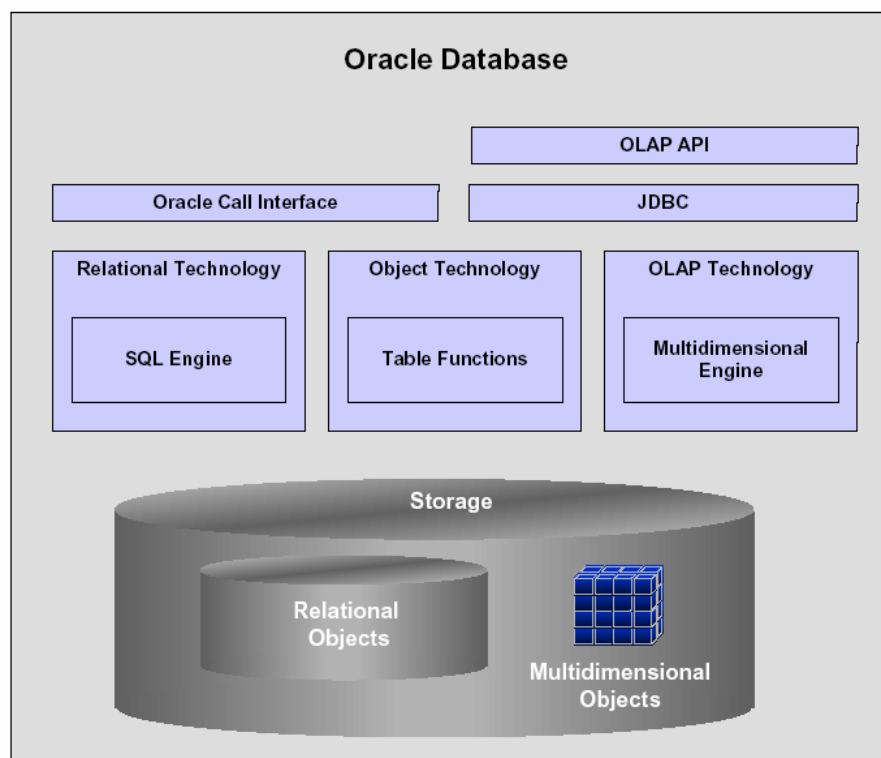 Oracle Database
OLAP API
Oracle Call Interface
JDBC
Relational Technology
SQL Engine
Object Technology
Table Functions
OLAP Technology
Multidimensional
Engine
Storage
Relational
Objects
Multidimensional
Objects